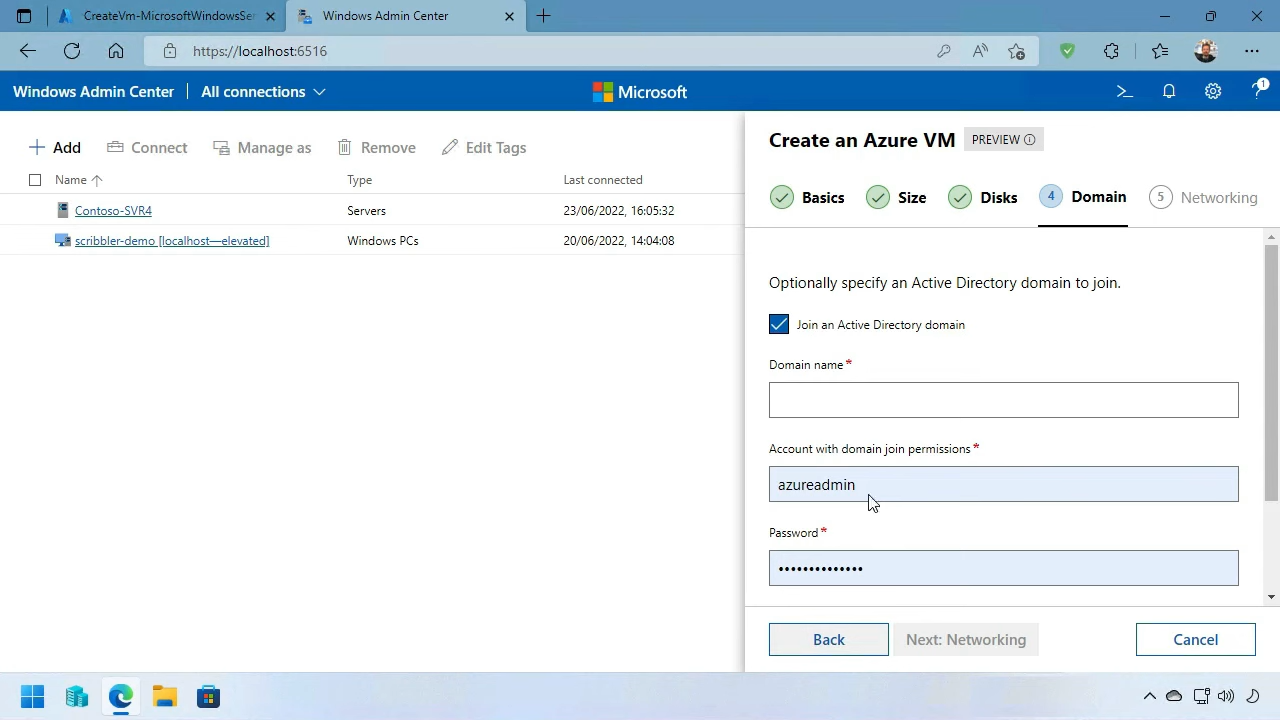 CreateVm-MicrosoftWindowsSer
Windows Admin Center
https://localhost:6516
Windows Admin Center
All connections
Microsoft
1
Add
Connect
Manage as
Remove
Edit Tags
Name
Type
Last connected
Contoso-SVR4
Servers
23/06/2022, 16:05:32
scribbler-demo [localhost—elevated]
Windows PCs
20/06/2022, 14:04:08
Create an Azure VM
PREVIEW
Basics
Size
Disks
4
Domain
5
Networking
Optionally specify an Active Directory domain to join.
Join an Active Directory domain
Domain name*
Account with domain join permissions*
azureadmin
Password*
••••••••••••••
Back
Next: Networking
Cancel